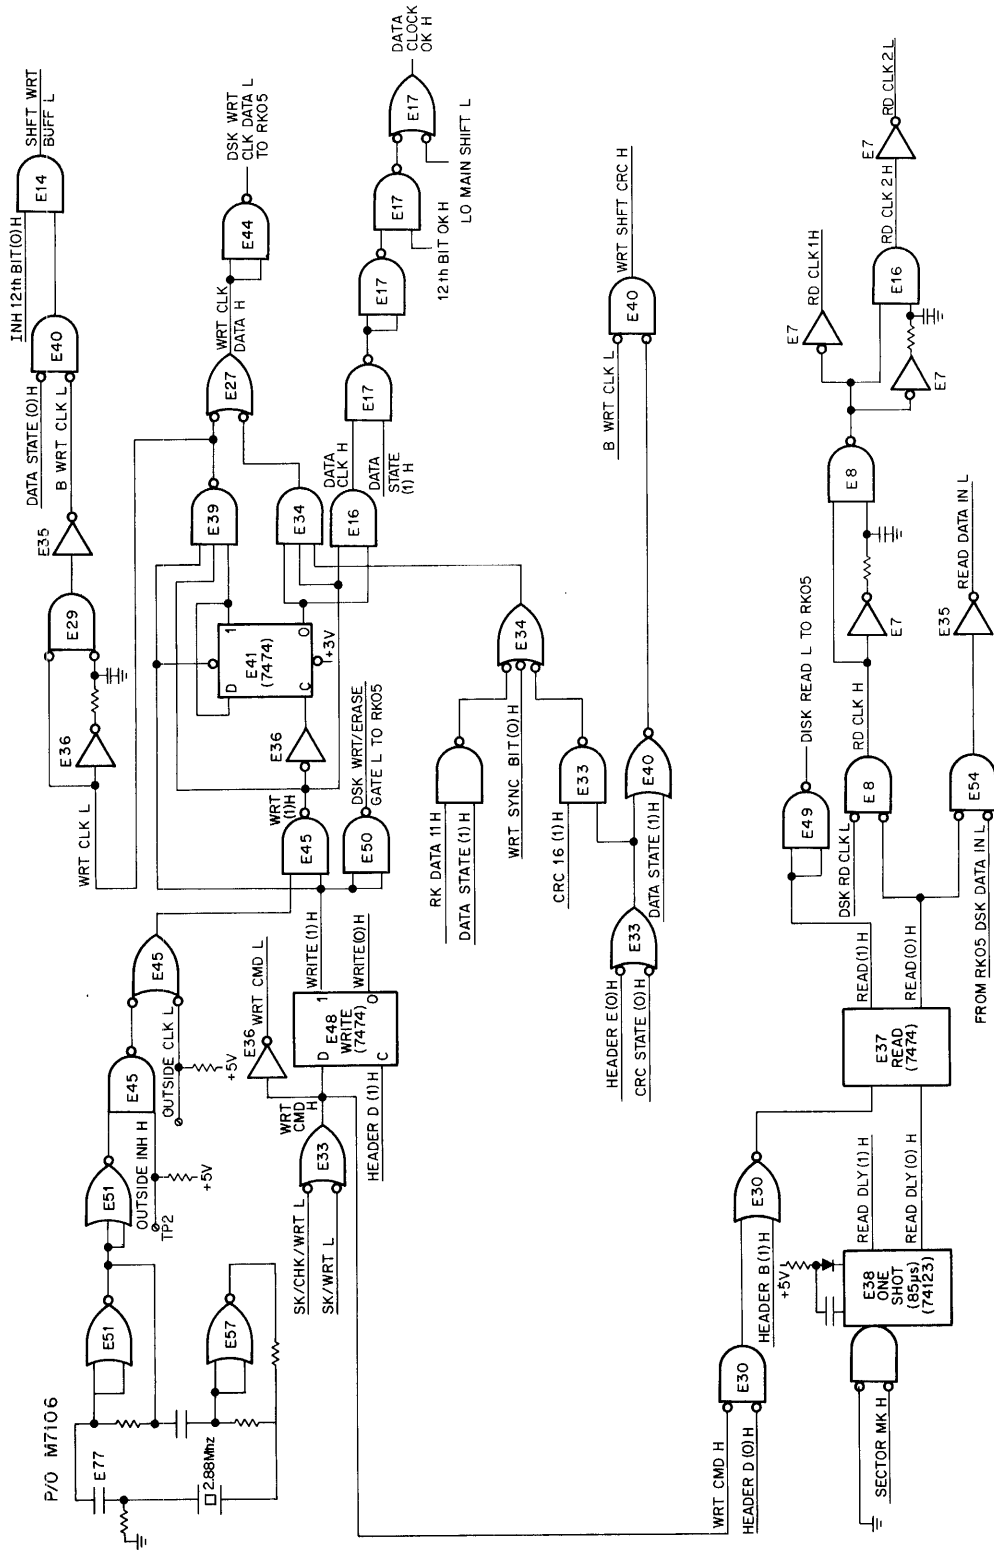 P/O M7106
E77
2.88Mhz
E51
E57
E51
OUTSIDE INH H
TP2
+5V
E45
OUTSIDE CLK L
+5V
E45
WRT CLK L
E36
E29
E35
B WRT CLK L
DATA STATE (0) H
E40
INH 12th BIT(0) H
E14
SHFT WRT
BUFF L
SK/CHK/WRT L
SK/WRT L
E33
WRT
CMD
H
E36
WRT CMD L
HEADER D (1) H
D
C
E48
WRITE
(7474)
1
0
WRITE (1) H
WRITE (0) H
E45
WRT
(1)H
E50
DSK WRT/ERASE
GATE L TO RK05
E36
D
C
E41
(7474)
1
0
+3V
E39
E34
E16
E27
WRT CLK
DATA H
E44
DSK WRT
CLK DATA L
TO RK05
DATA
CLK H
DATA
STATE
(1) H
E17
E17
12th BIT OK H
E17
LO MAIN SHIFT L
E17
DATA
CLOCK
OK H
RK DATA 11 H
DATA STATE (1) H
WRT SYNC BIT (0) H
CRC 16 (1) H
E33
E34
HEADER E (0) H
CRC STATE (0) H
E33
DATA STATE (1) H
E40
B WRT CLK L
E40
WRT SHFT CRC H
WRT CMD H
HEADER D (0) H
E30
HEADER B (1) H
E30
SECTOR MK H
+5V
E38
ONE
SHOT
(85µs)
(74123)
READ DLY (1) H
READ DLY (0) H
E37
READ
(7474)
READ (1) H
READ (0) H
E49
DISK READ L TO RK05
DSK RD CLK L
E8
RD CLK H
FROM RK05 DSK DATA IN L
E54
E35
READ DATA IN L
E7
E8
E7
RD CLK 1 H
E7
E16
RD CLK 2 H
E7
RD CLK 2 L